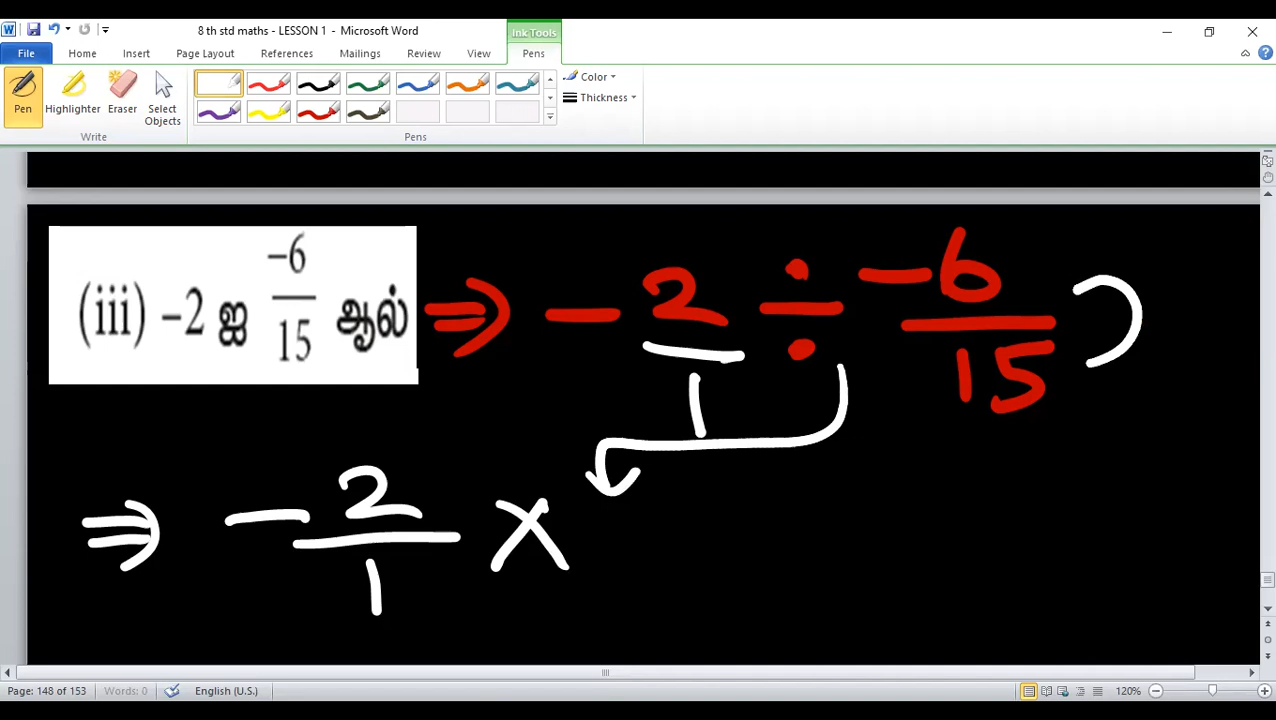 8 th std maths - LESSON 1 - Microsoft Word
Ink Tools
File Home Insert Page Layout References Mailings Review View Pens
Pen Highlighter Eraser Select Objects
Color
Thickness
Write
Pens
(iii) -2 ஐ -6/15 ஆல்
⇒ - 2/1 ÷ -6/15
⇒ - 2/1 ×
Page: 148 of 153 Words: 0 English (U.S.) 120%